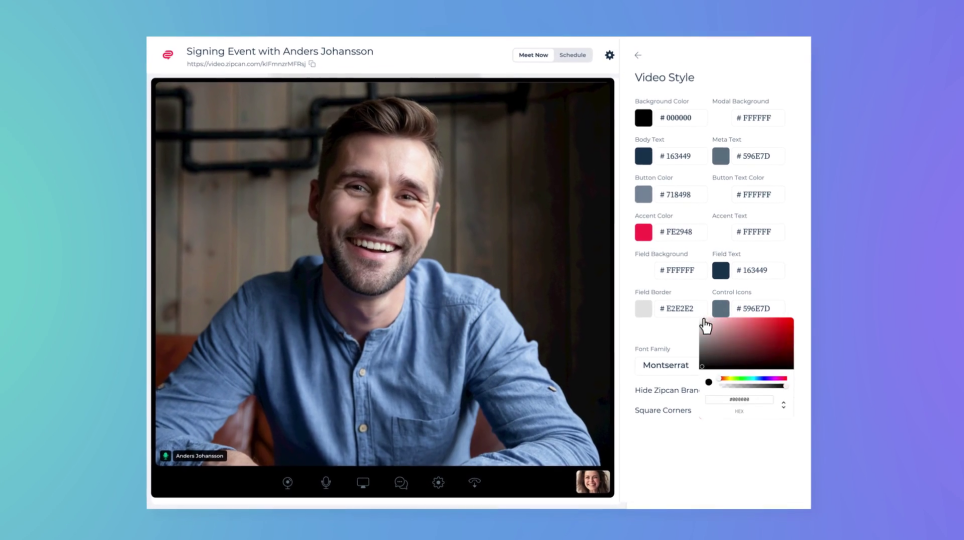 Signing Event with Anders Johansson
https://video.zipcan.com/kIFmnzrMFRsj
Meet Now
Schedule
Anders Johansson
Video Style
Background Color
Modal Background
# 000000
# FFFFFF
Body Text
Meta Text
# 163449
# 596E7D
Button Color
Button Text Color
# 718498
# FFFFFF
Accent Color
Accent Text
# FE2948
# FFFFFF
Field Background
Field Text
# FFFFFF
# 163449
Field Border
Control Icons
# E2E2E2
# 596E7D
Font Family
Montserrat
Hide Zipcan Bran
Square Corners
#000000
HEX